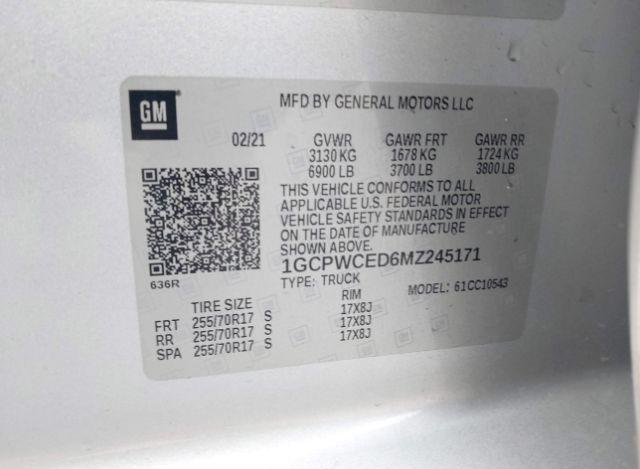 GM
MFD BY GENERAL MOTORS LLC
02/21 GVWR GAWR FRT GAWR RR
3130 KG 1678 KG 1724 KG
6900 LB 3700 LB 3800 LB
THIS VEHICLE CONFORMS TO ALL
APPLICABLE U.S. FEDERAL MOTOR
VEHICLE SAFETY STANDARDS IN EFFECT
ON THE DATE OF MANUFACTURE
SHOWN ABOVE.
1GCPWCED6MZ245171
636R
TYPE: TRUCK MODEL: 61CC10543
TIRE SIZE RIM
FRT 255/70R17 S 17X8J
RR 255/70R17 S 17X8J
SPA 255/70R17 S 17X8J